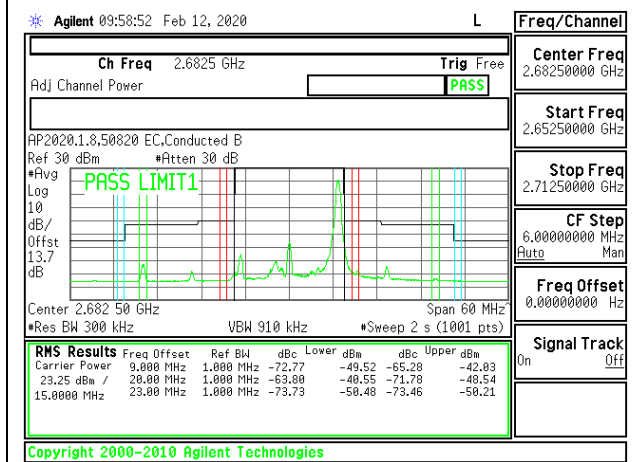 Agilent 09:58:52 Feb 12, 2020 L
Freq/Channel
Ch Freq 2.6825 GHz Trig Free
Adj Channel Power PASS
AP2020.1.8,50820 EC,Conducted B
Ref 30 dBm #Atten 30 dB
#Avg
Log
10
dB/
Offst
13.7
dB
PASS LIMIT1
Center 2.682 50 GHz Span 60 MHz^
#Res BW 300 kHz VBW 910 kHz #Sweep 2 s (1001 pts)
RMS Results Freq Offset Ref BW dBc Lower dBm dBc Upper dBm
Carrier Power 9.000 MHz 1.000 MHz -72.77 -49.52 -65.28 -42.03
23.25 dBm / 20.00 MHz 1.000 MHz -63.80 -40.55 -71.78 -48.54
15.0000 MHz 23.00 MHz 1.000 MHz -73.73 -50.48 -73.46 -50.21
Copyright 2000-2010 Agilent Technologies
Center Freq
2.68250000 GHz
Start Freq
2.65250000 GHz
Stop Freq
2.71250000 GHz
CF Step
6.00000000 MHz
Auto Man
Freq Offset
0.00000000 Hz
Signal Track
On Off